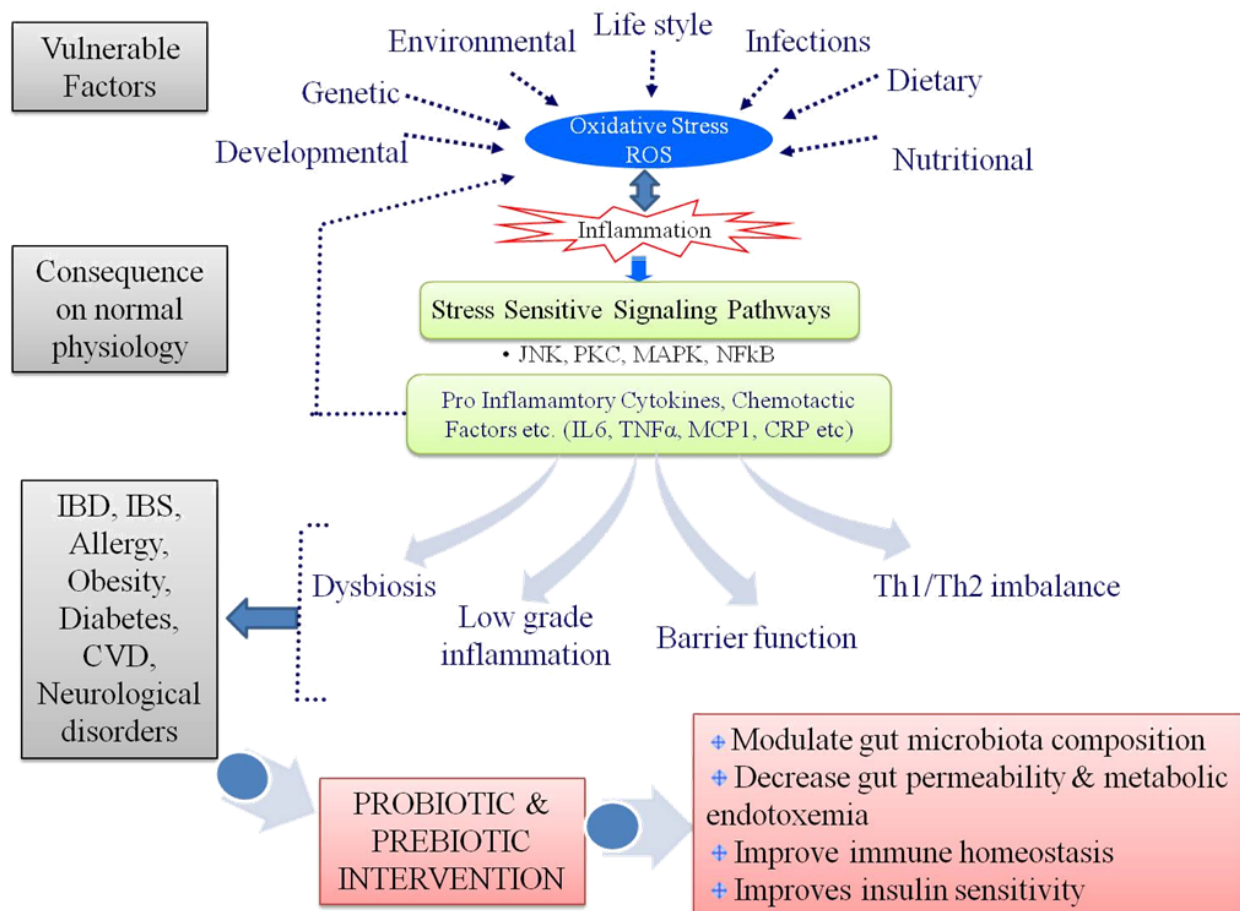 Vulnerable
Factors
Environmental
Life style
Infections
Genetic
Dietary
Developmental
Nutritional
Oxidative Stress
ROS
Inflammation
Consequence
on normal
physiology
Stress Sensitive Signaling Pathways
• JNK, PKC, MAPK, NFkB
Pro Inflamamtory Cytokines, Chemotactic
Factors etc. (IL6, TNFα, MCP1, CRP etc)
IBD, IBS,
Allergy,
Obesity,
Diabetes,
CVD,
Neurological
disorders
Dysbiosis
Low grade
inflammation
Barrier function
Th1/Th2 imbalance
PROBIOTIC &
PREBIOTIC
INTERVENTION
Modulate gut microbiota composition
Decrease gut permeability & metabolic
endotoxemia
Improve immune homeostasis
Improves insulin sensitivity